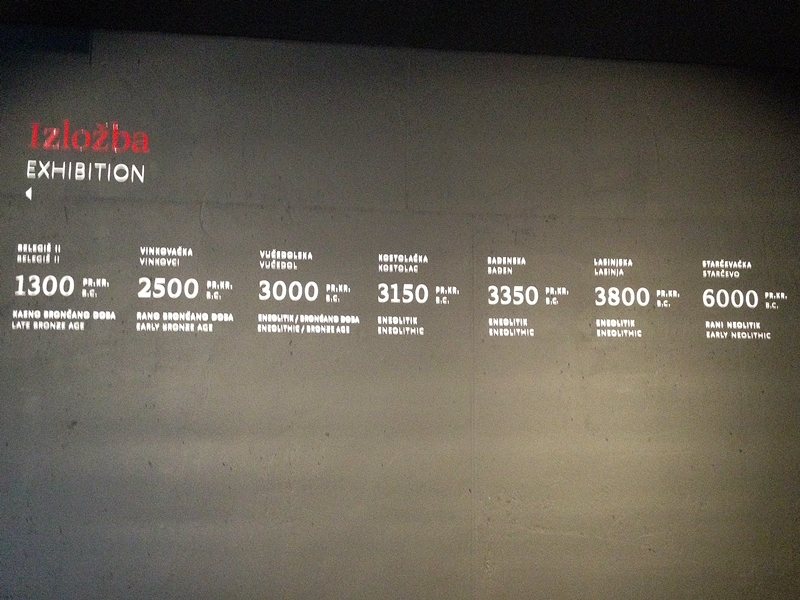 Izložba
EXHIBITION
BELEGIŠ II
BELEGIŠ II
1300 PR.KR.
B.C.
KASNO BRONČANO DOBA
LATE BRONZE AGE
VINKOVAČKA
VINKOVCI
2500 PR.KR.
B.C.
RANO BRONČANO DOBA
EARLY BRONZE AGE
VUČEDOLSKA
VUČEDOL
3000 PR.KR.
B.C.
ENEOLITIK / BRONČANO DOBA
ENEOLITHIC / BRONZE AGE
KOSTOLAČKA
KOSTOLAC
3150 PR.KR.
B.C.
ENEOLITIK
ENEOLITHIC
BADENSKA
BADEN
3350 PR.KR.
B.C.
ENEOLITIK
ENEOLITHIC
LASINJSKA
LASINJA
3800 PR.KR.
B.C.
ENEOLITIK
ENEOLITHIC
STARČEVAČKA
STARČEVO
6000 PR.KR.
B.C.
RANI NEOLITIK
EARLY NEOLITHIC